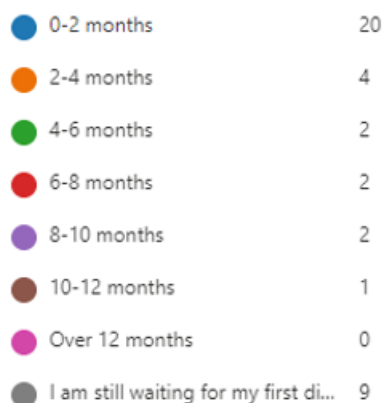 0-2 months 20
2-4 months 4
4-6 months 2
6-8 months 2
8-10 months 2
10-12 months 1
Over 12 months 0
I am still waiting for my first di... 9